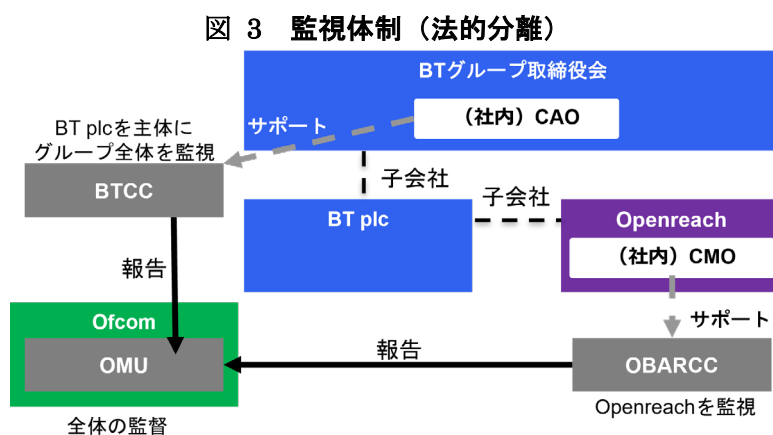 図 3 監視体制（法的分離）
BTグループ取締役会
（社内）CAO
サポート
BT plcを主体に
グループ全体を監視
BTCC
子会社
子会社
BT plc
Openreach
（社内）CMO
報告
サポート
Ofcom
OMU
報告
OBARCC
Openreachを監視
全体の監督